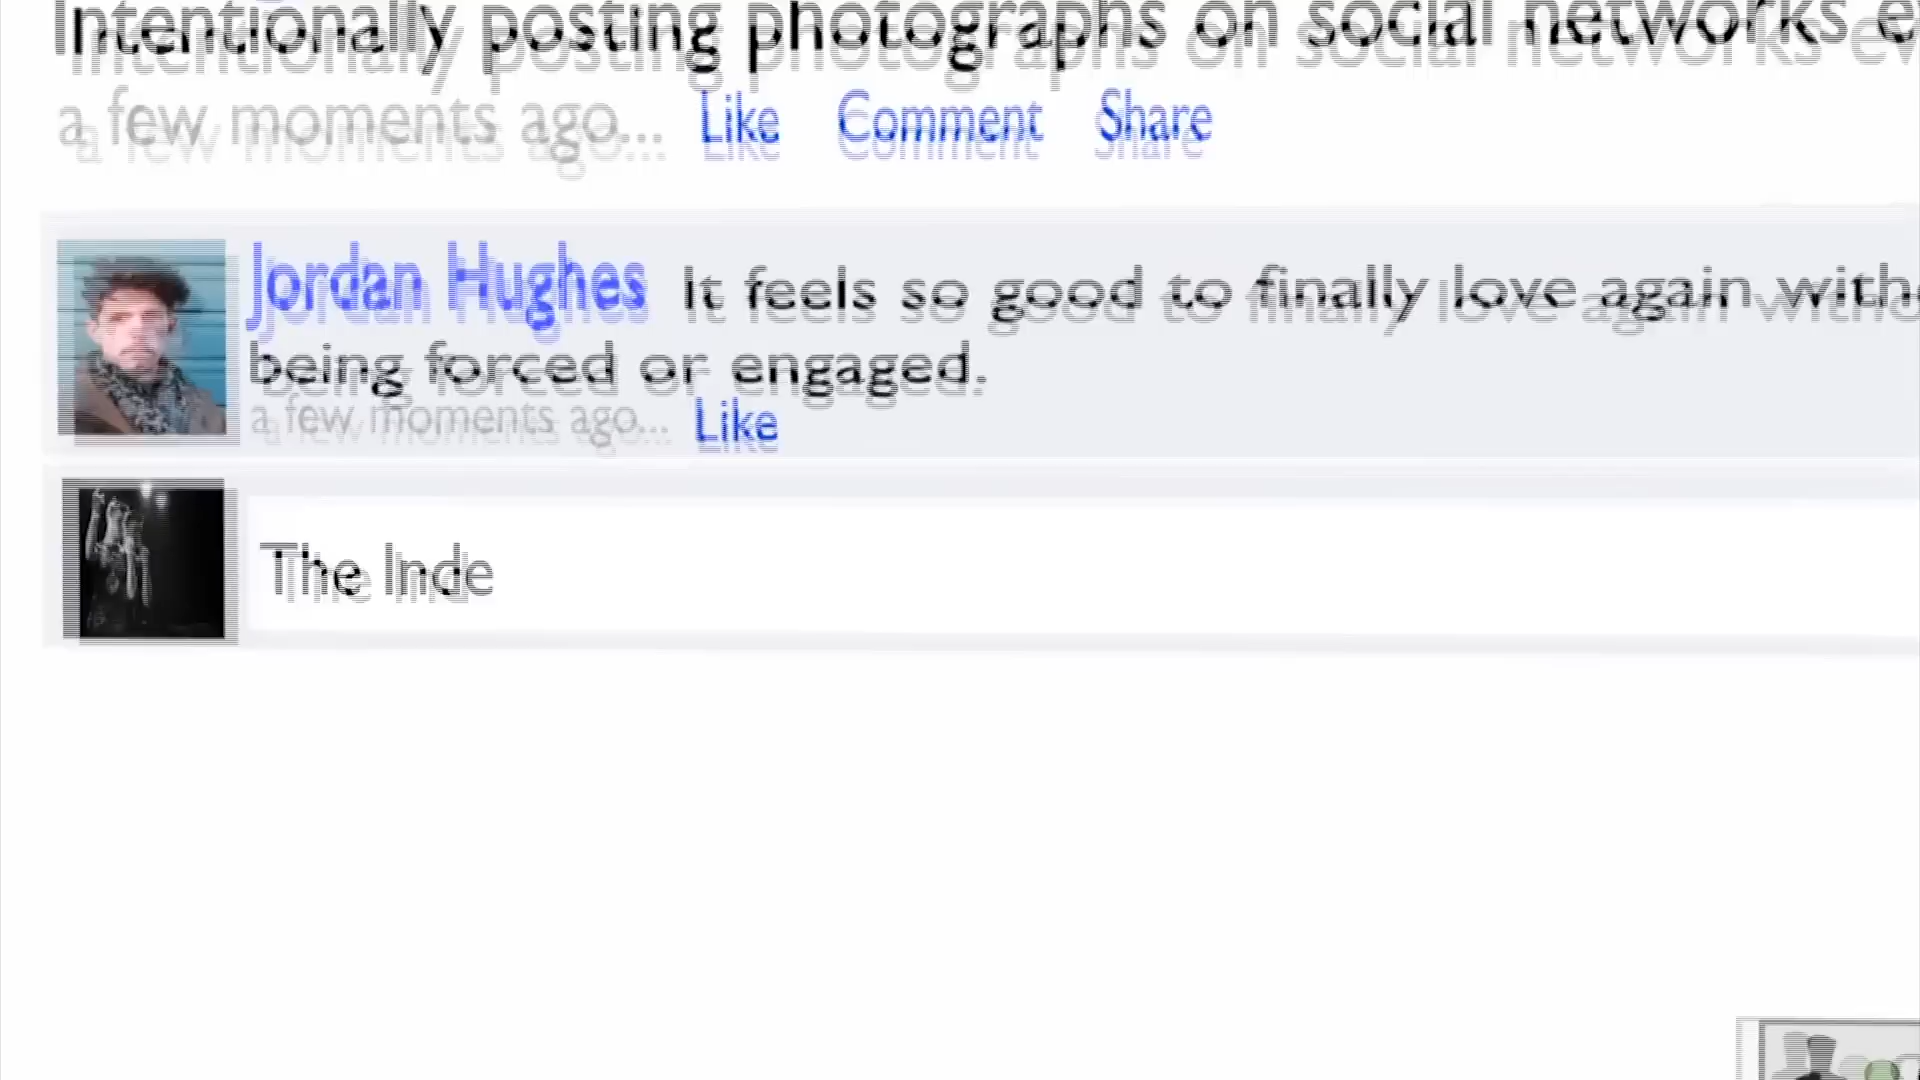 Intentionally posting photographs on social networks
a few moments ago... Like Comment Share
Jordan Hughes It feels so good to finally love again
being forced or engaged.
a few moments ago... Like
The Inde